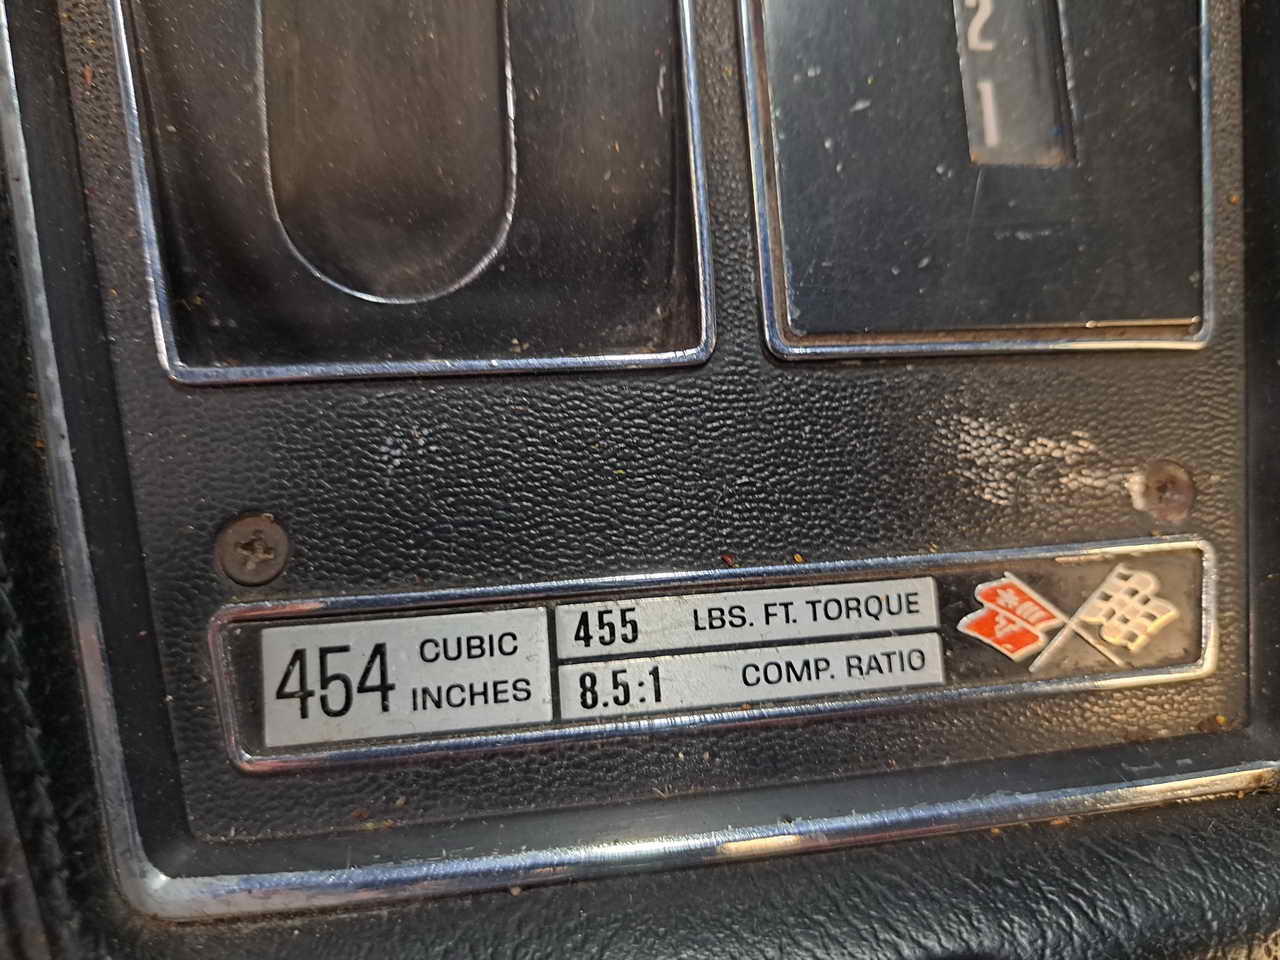 2
1
454 CUBIC INCHES
455 LBS. FT. TORQUE
8.5:1 COMP. RATIO